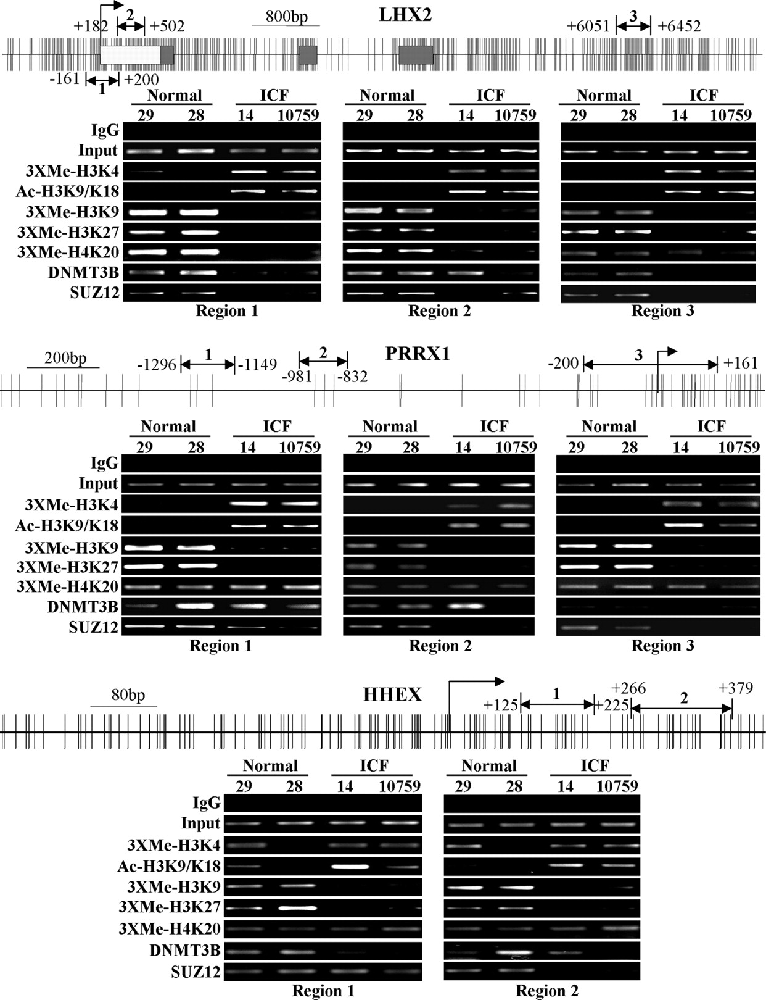 LHX2
+182 2 +502 800bp +6051 3 +6452
-161 1 +200
Normal ICF Normal ICF Normal ICF
29 28 14 10759 29 28 14 10759 29 28 14 10759
IgG
Input
3XMe-H3K4
Ac-H3K9/K18
3XMe-H3K9
3XMe-H3K27
3XMe-H4K20
DNMT3B
SUZ12
Region 1 Region 2 Region 3
PRRX1
200bp -1296 1 -1149 -981 2 -832 -200 3 +161
Normal ICF Normal ICF Normal ICF
29 28 14 10759 29 28 14 10759 29 28 14 10759
IgG
Input
3XMe-H3K4
Ac-H3K9/K18
3XMe-H3K9
3XMe-H3K27
3XMe-H4K20
DNMT3B
SUZ12
Region 1 Region 2 Region 3
HHEX
80bp +125 1 +225 +266 2 +379
Normal ICF Normal ICF
29 28 14 10759 29 28 14 10759
IgG
Input
3XMe-H3K4
Ac-H3K9/K18
3XMe-H3K9
3XMe-H3K27
3XMe-H4K20
DNMT3B
SUZ12
Region 1 Region 2